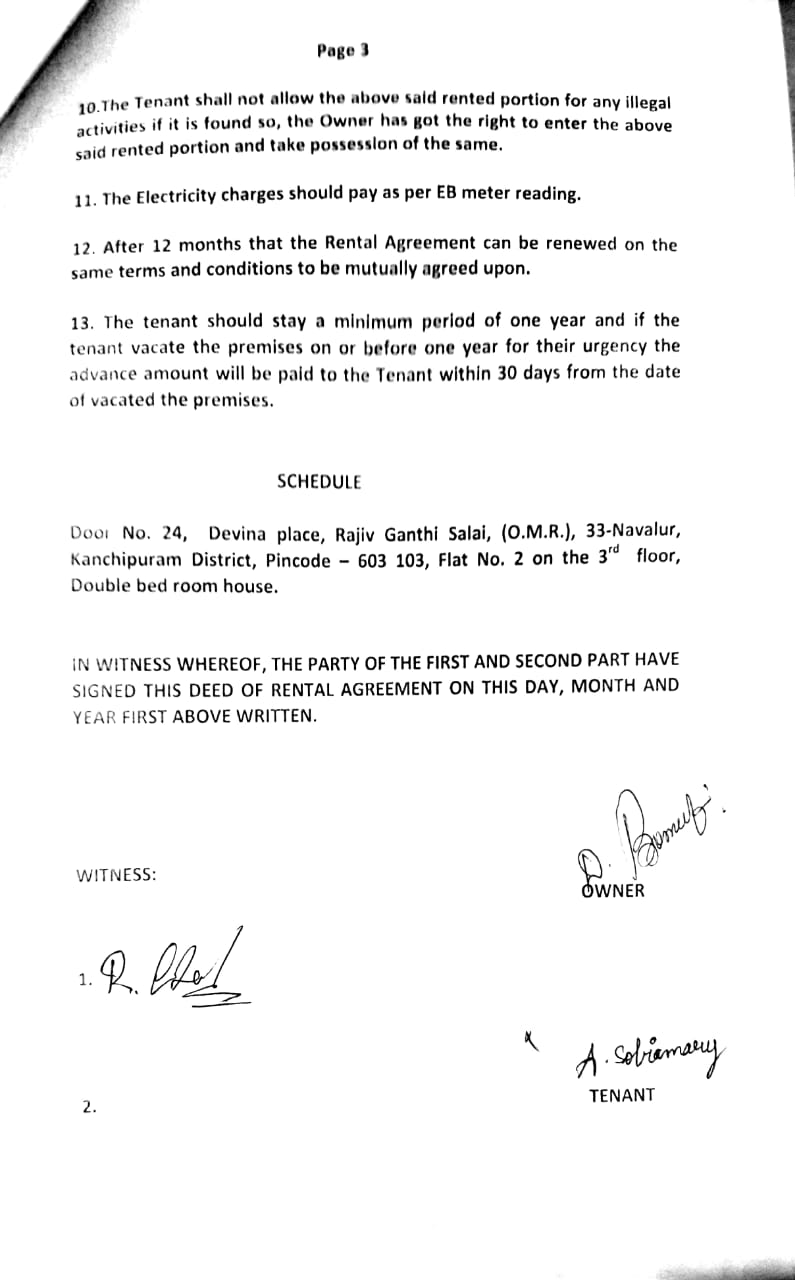 Page 3
10.The Tenant shall not allow the above said rented portion for any illegal
activities if it is found so, the Owner has got the right to enter the above
said rented portion and take possession of the same.
11. The Electricity charges should pay as per EB meter reading.
12. After 12 months that the Rental Agreement can be renewed on the
same terms and conditions to be mutually agreed upon.
13. The tenant should stay a minimum period of one year and if the
tenant vacate the premises on or before one year for their urgency the
advance amount will be paid to the Tenant within 30 days from the date
of vacated the premises.
SCHEDULE
Door No. 24, Devina place, Rajiv Ganthi Salai, (O.M.R.), 33-Navalur,
Kanchipuram District, Pincode – 603 103, Flat No. 2 on the 3rd floor,
Double bed room house.
IN WITNESS WHEREOF, THE PARTY OF THE FIRST AND SECOND PART HAVE
SIGNED THIS DEED OF RENTAL AGREEMENT ON THIS DAY, MONTH AND
YEAR FIRST ABOVE WRITTEN.
D.
WITNESS:
OWNER
1. R.
x
A. Sobiamary
TENANT
2.